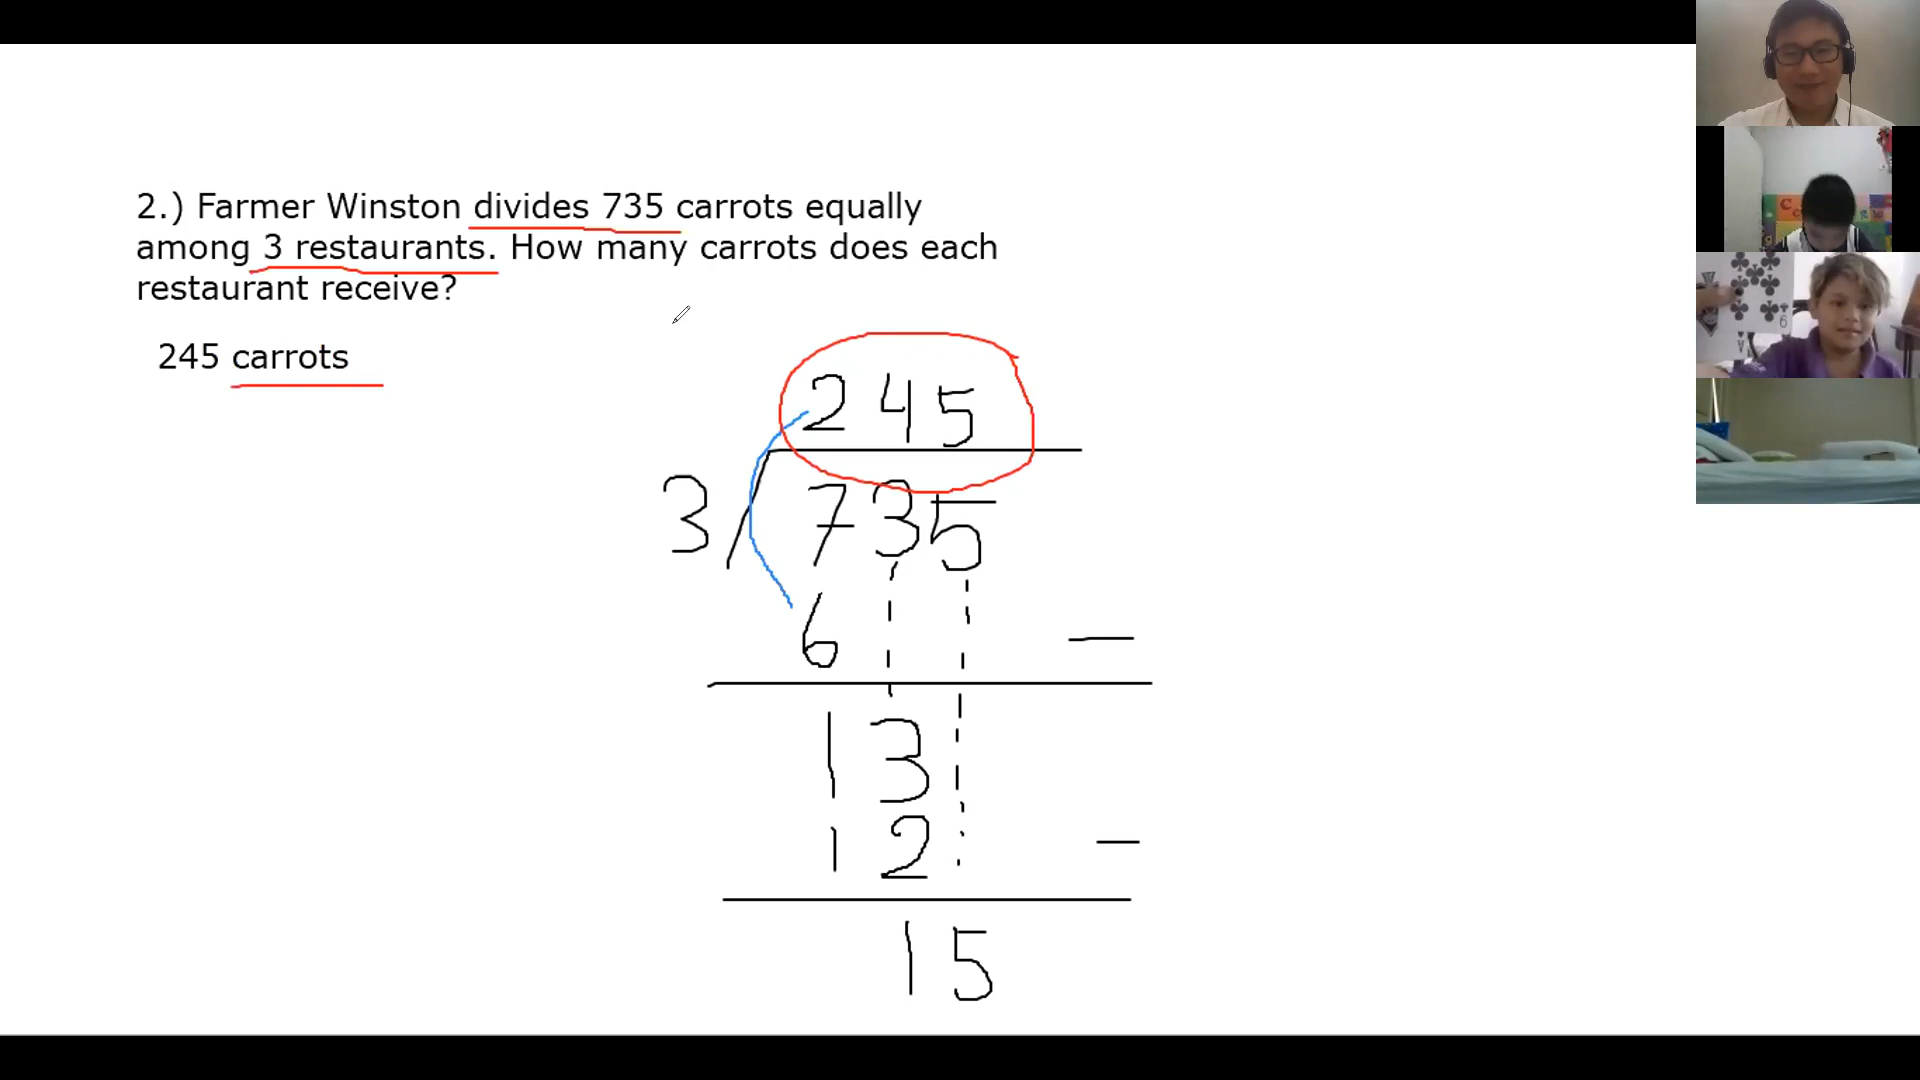 2.) Farmer Winston divides 735 carrots equally
among 3 restaurants. How many carrots does each
restaurant receive?
245 carrots
245
3 735
6 —
13
12 —
15